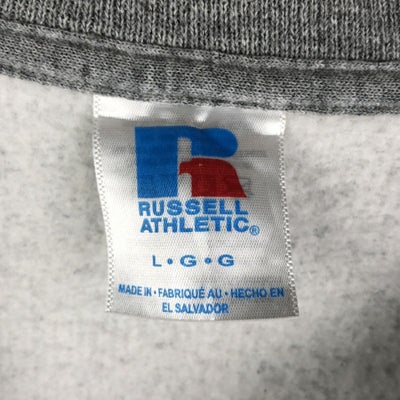 R
RUSSELL
ATHLETIC®
L•G•G
MADE IN•FABRIQUÉ AU•HECHO EN
EL SALVADOR